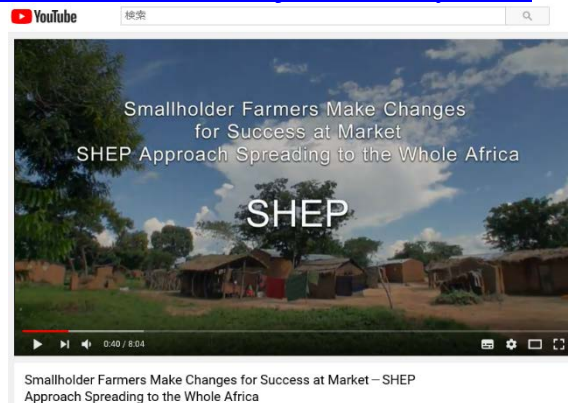 YouTube
検索
Smallholder Farmers Make Changes
for Success at Market
SHEP Approach Spreading to the Whole Africa
SHEP
0:40 / 8:04
Smallholder Farmers Make Changes for Success at Market – SHEP
Approach Spreading to the Whole Africa